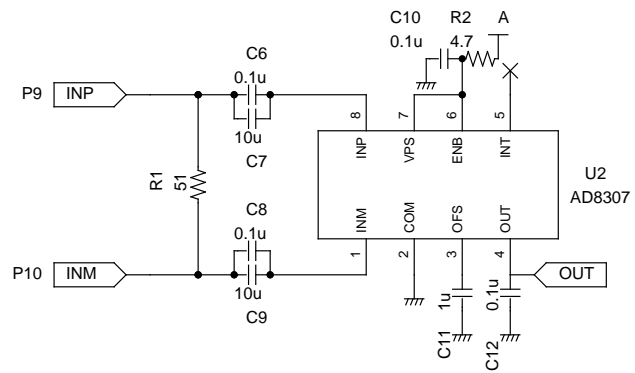 C10 R2 A
0.1u 4.7
C6
0.1u
P9 INP
10u
C7
8 7 6 5
INP VPS ENB INT
U2
AD8307
R1
51
C8
0.1u
INM COM OFS OUT
1 2 3 4
P10 INM
10u
C9
OUT
1u 0.1u
C11 C12